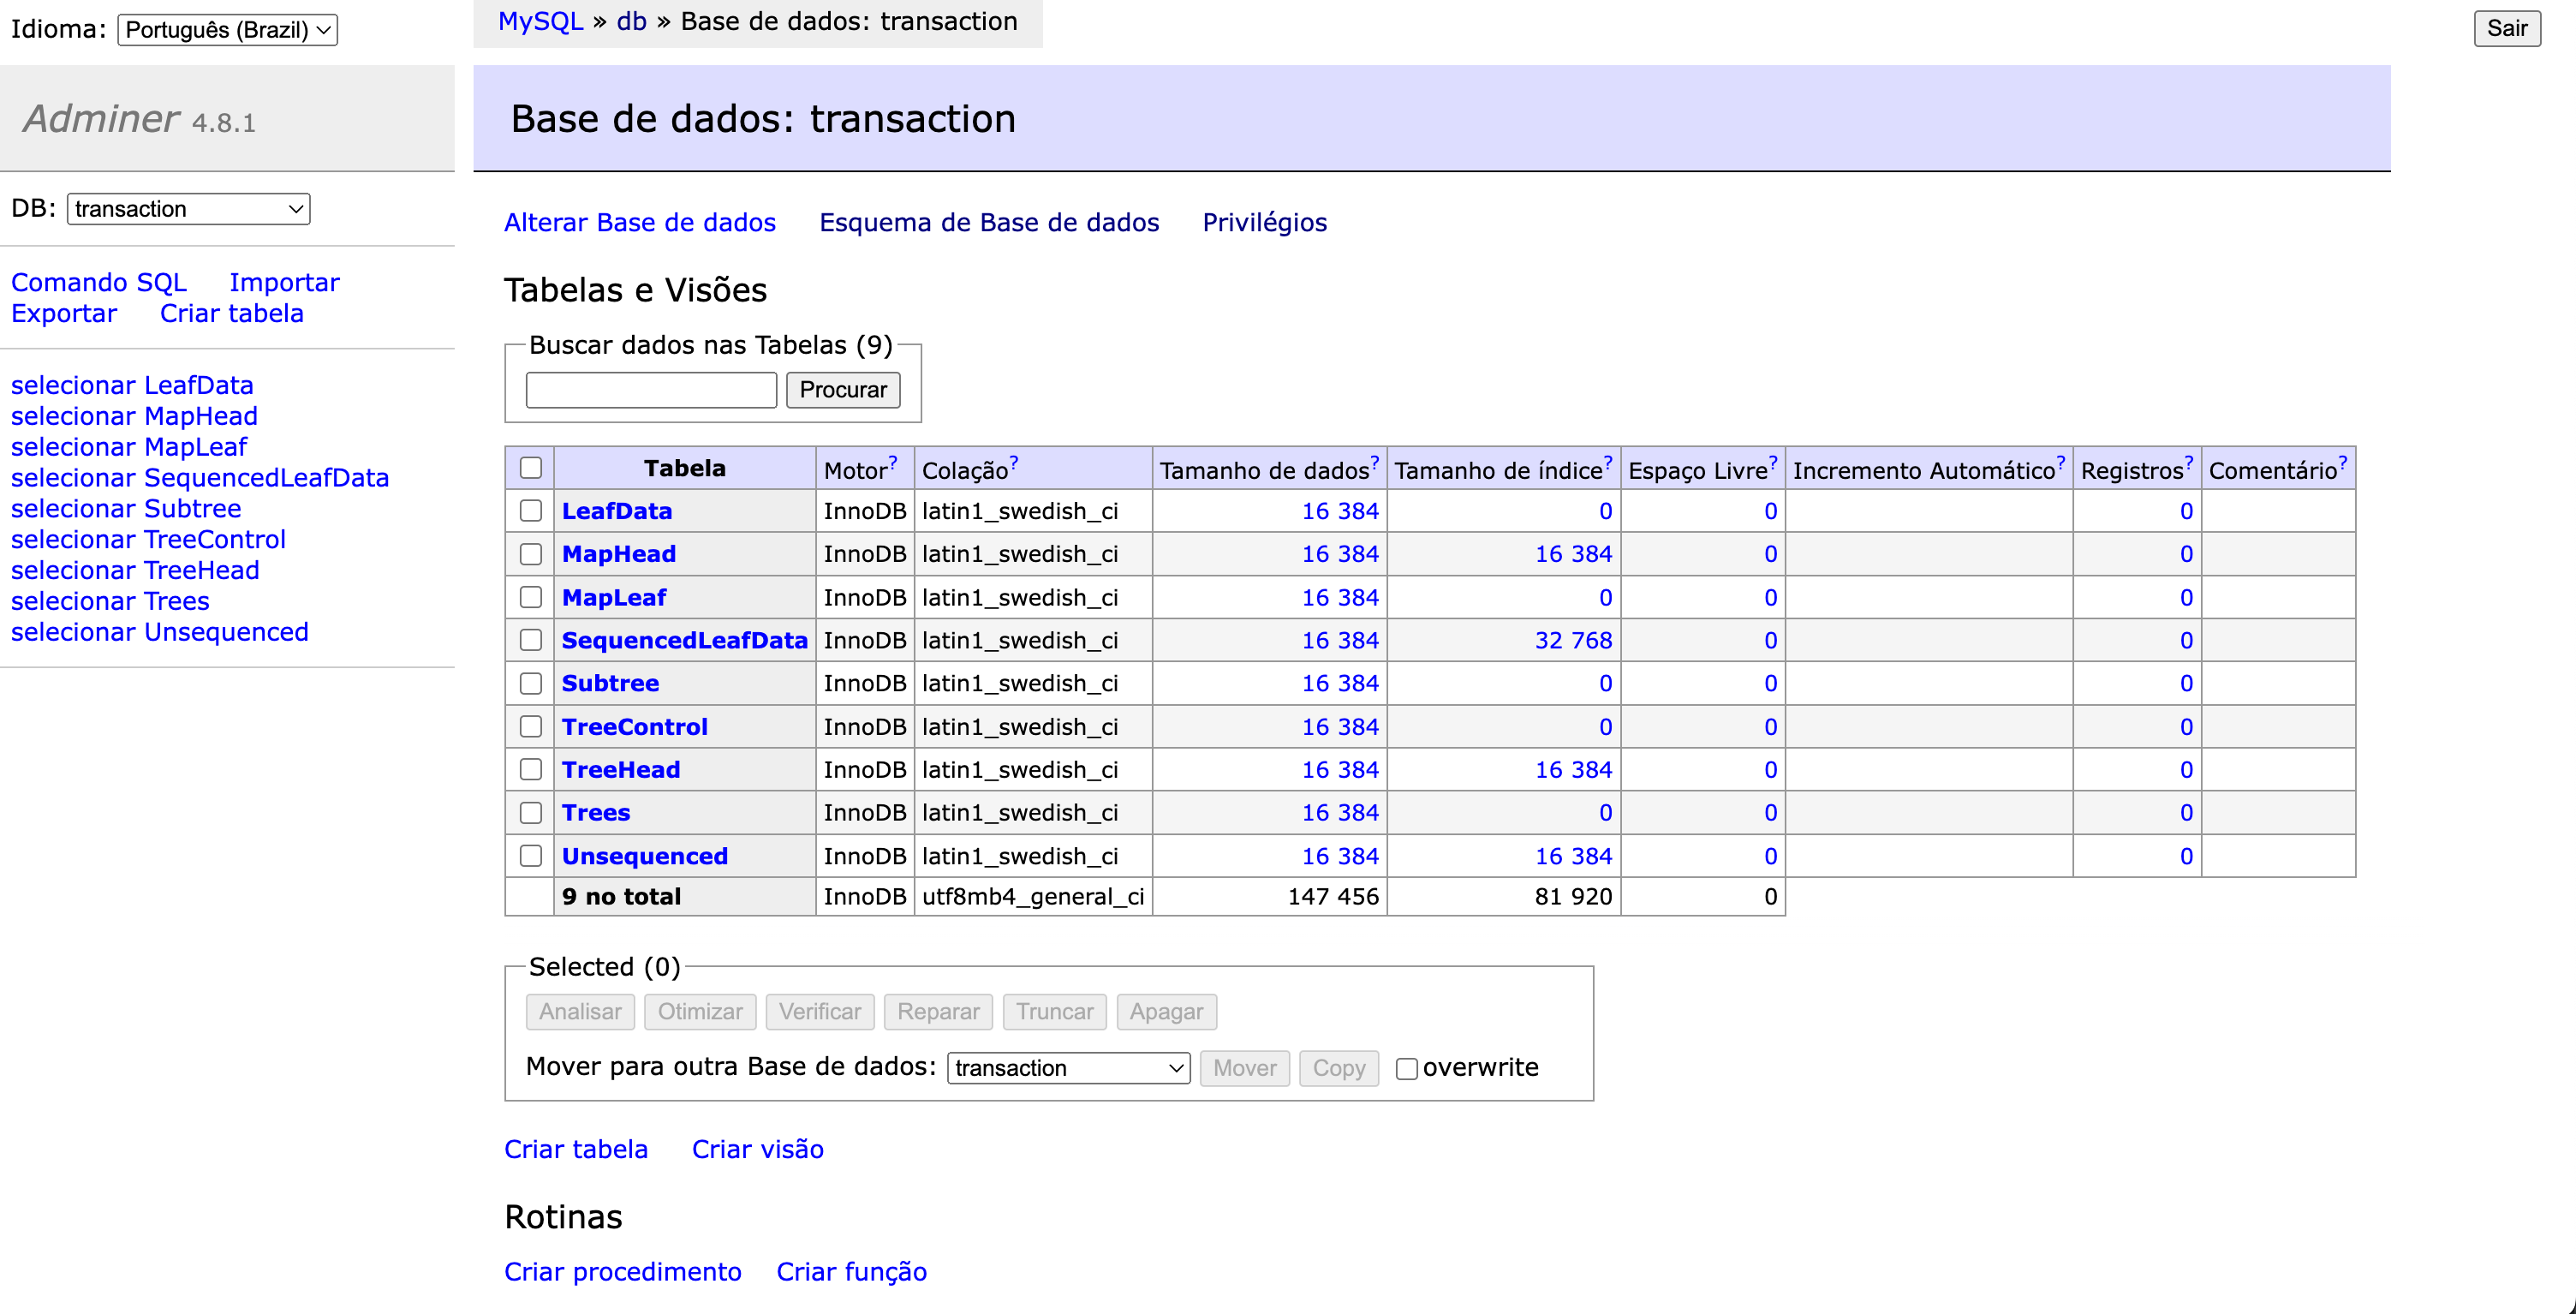 Idioma: Português (Brazil)
MySQL » db » Base de dados: transaction
Sair
Adminer 4.8.1
Base de dados: transaction
DB: transaction
Alterar Base de dados Esquema de Base de dados Privilégios
Comando SQL Importar
Exportar Criar tabela
selecionar LeafData
selecionar MapHead
selecionar MapLeaf
selecionar SequencedLeafData
selecionar Subtree
selecionar TreeControl
selecionar TreeHead
selecionar Trees
selecionar Unsequenced
Tabelas e Visões
Buscar dados nas Tabelas (9)
Procurar
Tabela Motor? Colação? Tamanho de dados? Tamanho de índice? Espaço Livre? Incremento Automático? Registros? Comentário?
LeafData InnoDB latin1_swedish_ci 16 384 0 0 0
MapHead InnoDB latin1_swedish_ci 16 384 16 384 0 0
MapLeaf InnoDB latin1_swedish_ci 16 384 0 0 0
SequencedLeafData InnoDB latin1_swedish_ci 16 384 32 768 0 0
Subtree InnoDB latin1_swedish_ci 16 384 0 0 0
TreeControl InnoDB latin1_swedish_ci 16 384 0 0 0
TreeHead InnoDB latin1_swedish_ci 16 384 16 384 0 0
Trees InnoDB latin1_swedish_ci 16 384 0 0 0
Unsequenced InnoDB latin1_swedish_ci 16 384 16 384 0 0
9 no total InnoDB utf8mb4_general_ci 147 456 81 920 0
Selected (0)
Analisar Otimizar Verificar Reparar Truncar Apagar
Mover para outra Base de dados: transaction Mover Copy overwrite
Criar tabela Criar visão
Rotinas
Criar procedimento Criar função